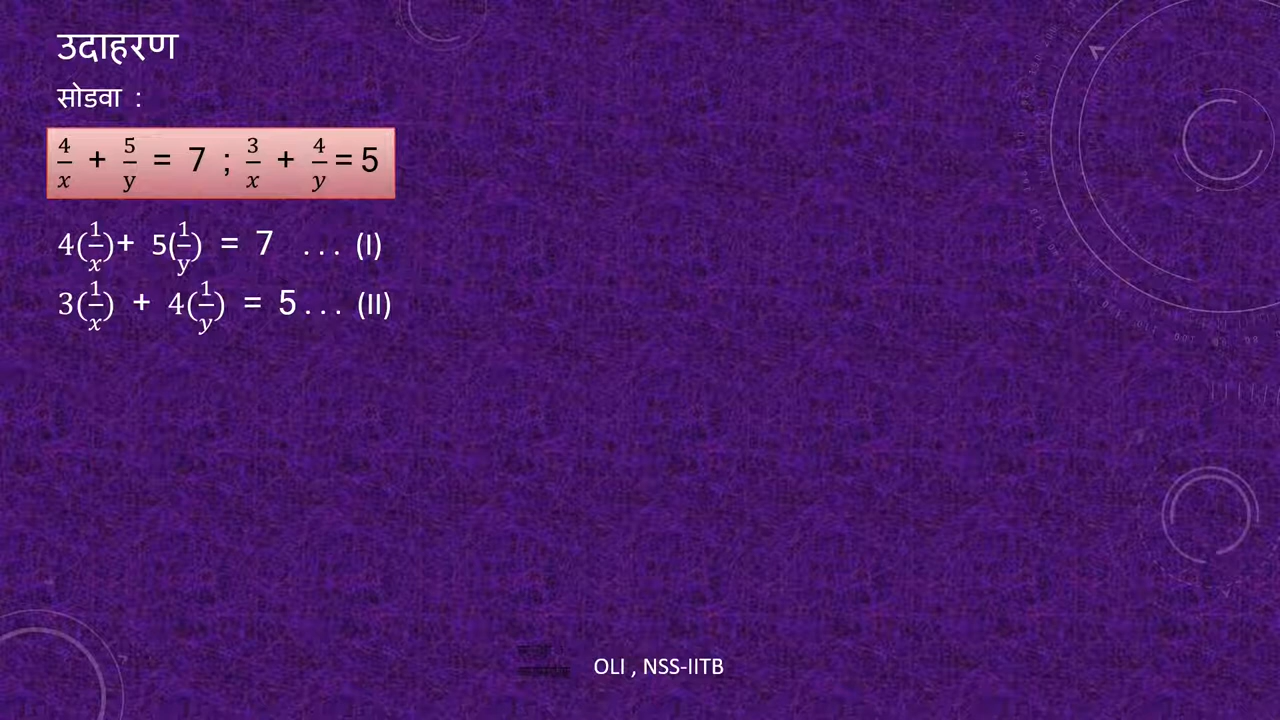 उदाहरण
सोडवा :
4/x + 5/y = 7 ; 3/x + 4/y = 5
4(1/x)+ 5(1/y) = 7 ... (I)
3(1/x) + 4(1/y) = 5 ... (II)
OLI , NSS-IITB